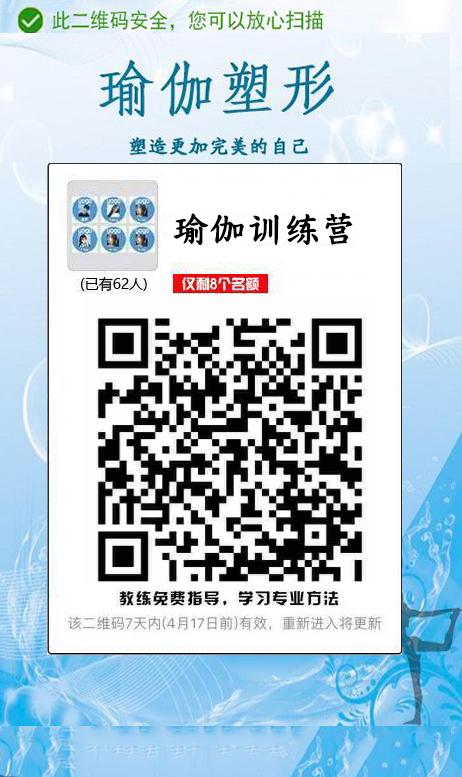 此二维码安全，您可以放心扫描
瑜伽塑形
塑造更加完美的自己
瑜伽训练营
(已有62人)
仅剩8个名额
教练免费指导，学习专业方法
该二维码7天内(4月17日前)有效，重新进入将更新